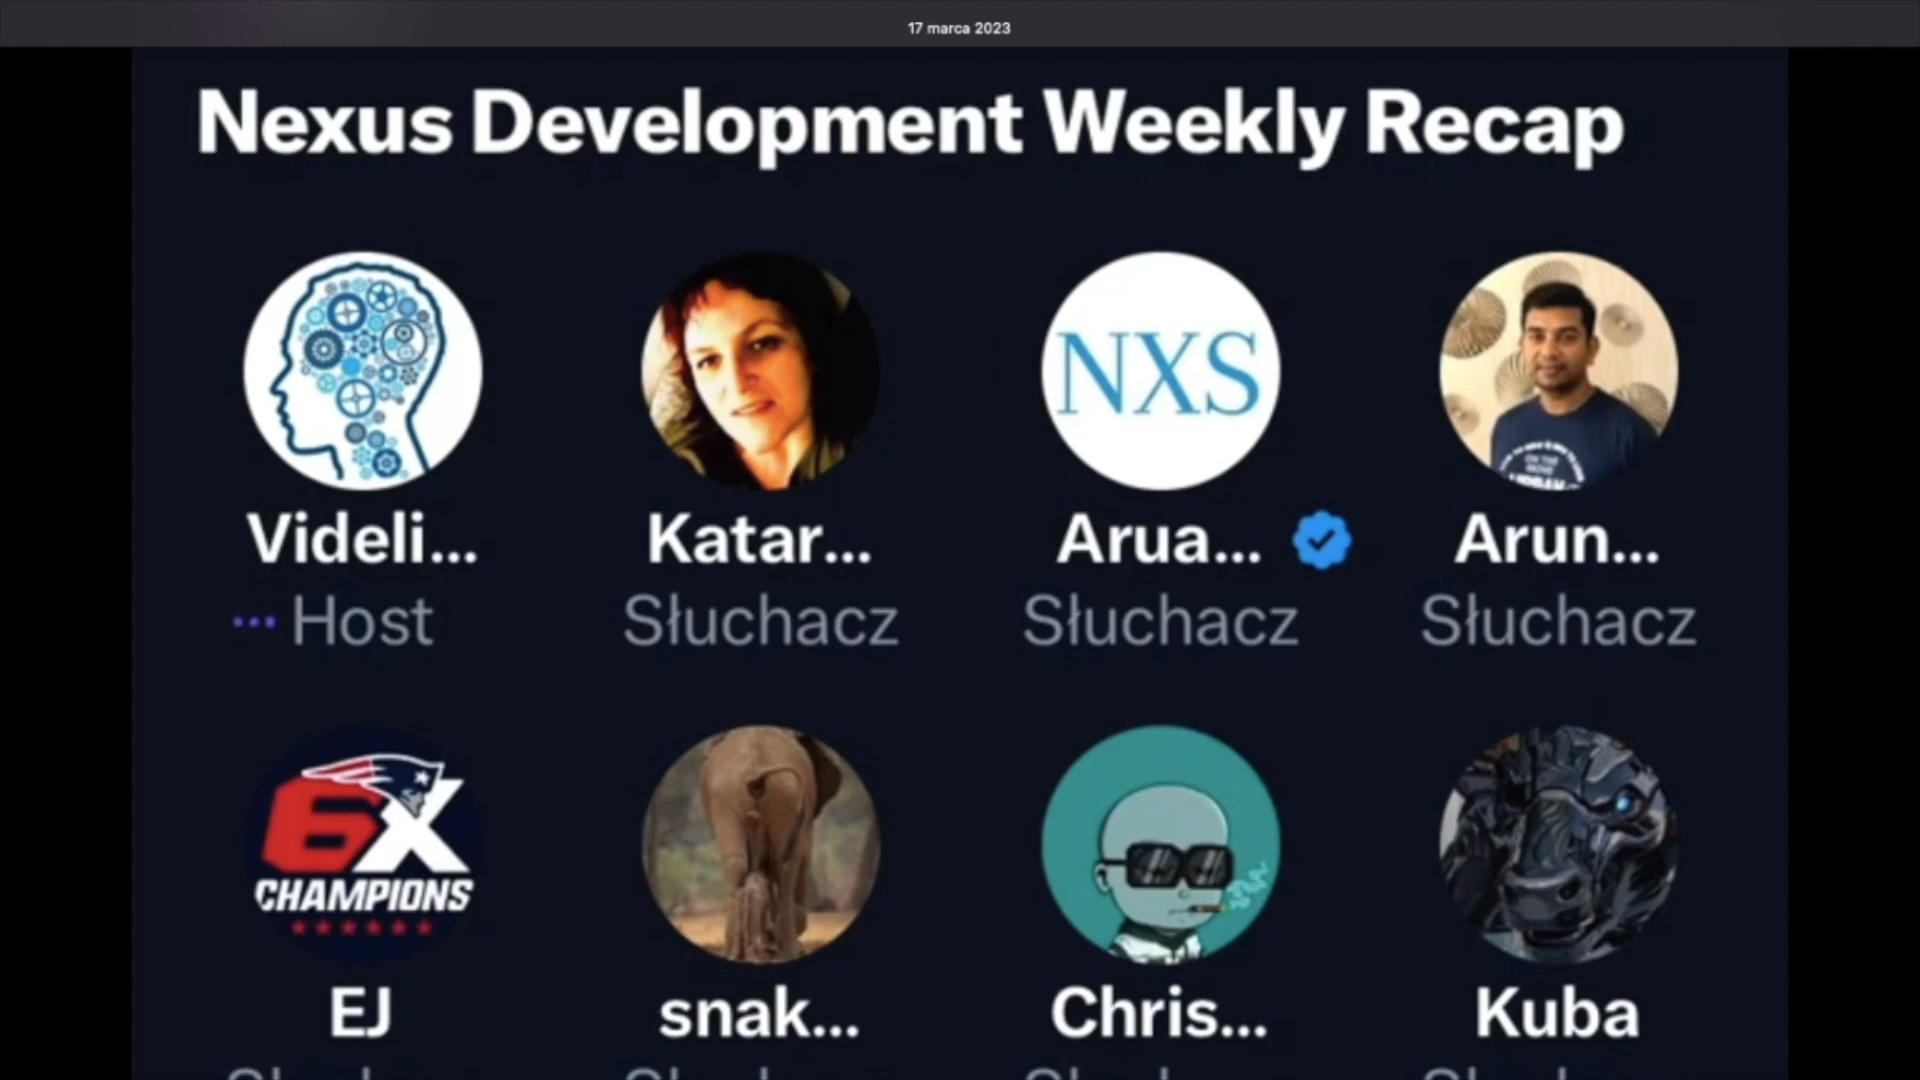 17 marca 2023
Nexus Development Weekly Recap
NXS
Videli... Katar... Arua... Arun...
Host Słuchacz Słuchacz Słuchacz
6X
CHAMPIONS
EJ snak... Chris... Kuba